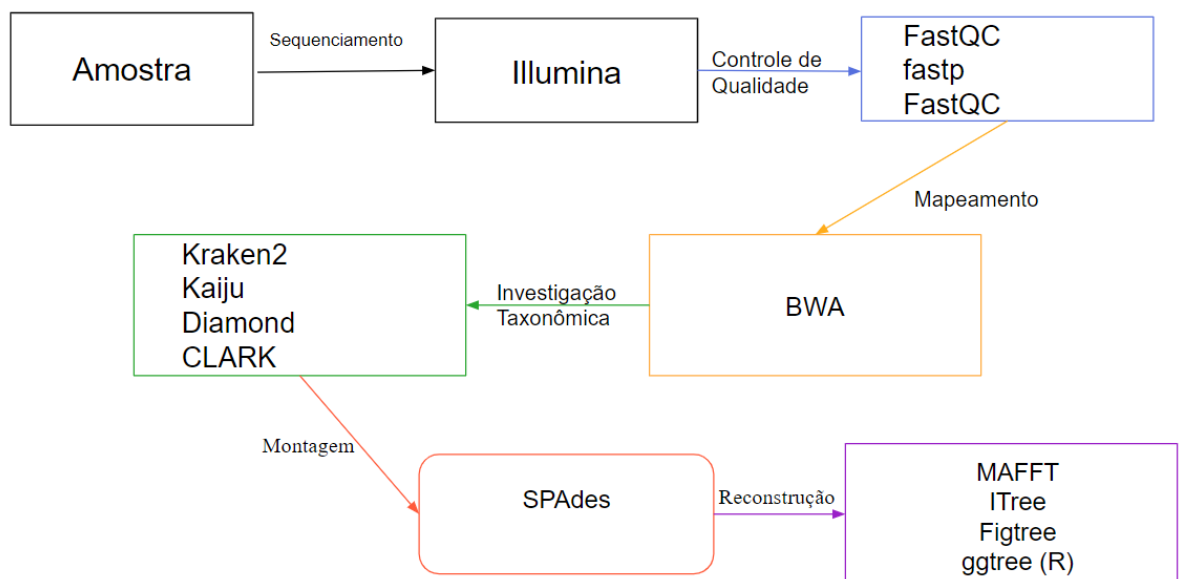 Amostra
Sequenciamento
Illumina
Controle de
Qualidade
FastQC
fastp
FastQC
Mapeamento
BWA
Investigação
Taxonômica
Kraken2
Kaiju
Diamond
CLARK
Montagem
SPAdes
Reconstrução
MAFFT
ITree
Figtree
ggtree (R)